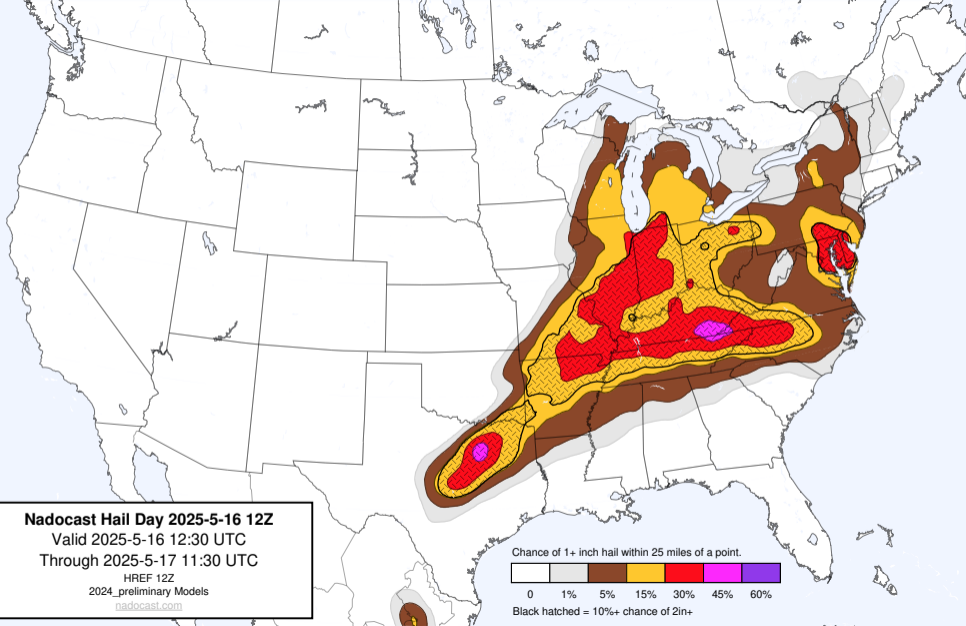 Nadocast Hail Day 2025-5-16 12Z
Valid 2025-5-16 12:30 UTC
Through 2025-5-17 11:30 UTC
HREF 12Z
2024_preliminary Models
nadocast.com
Chance of 1+ inch hail within 25 miles of a point.
0 1% 5% 15% 30% 45% 60%
Black hatched = 10%+ chance of 2in+